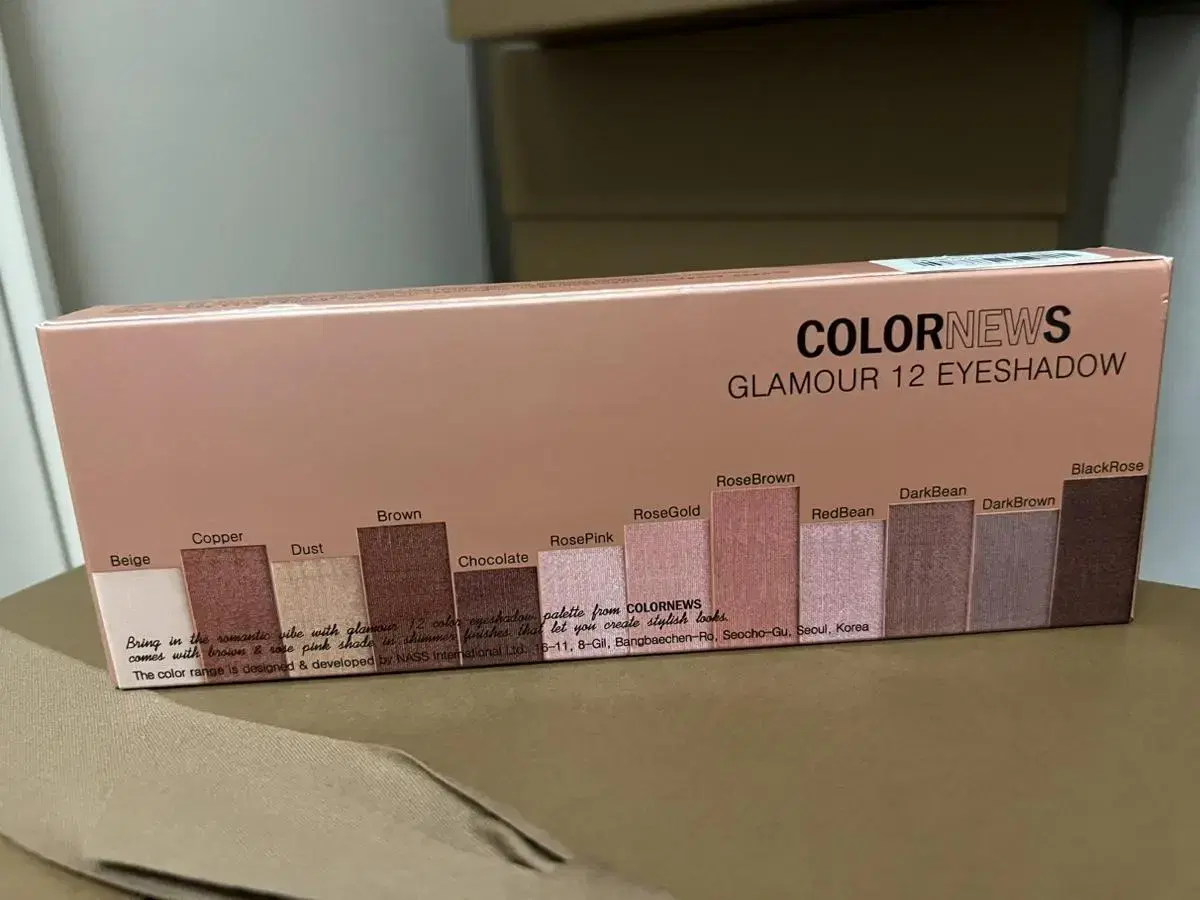 COLORNEWS
GLAMOUR 12 EYESHADOW
Beige
Copper
Dust
Brown
Chocolate
RosePink
RoseGold
RoseBrown
RedBean
DarkBean
DarkBrown
BlackRose
Bring in the romantic vibe with glamour 12 color eyeshadow palette from COLORNEWS
comes with brown & rose pink shade in shimmer finishes that let you create stylish looks.
The color range is designed & developed by NASS International Ltd. 16-11, 8-Gil, Bangbaechen-Ro, Seocho-Gu, Seoul, Korea